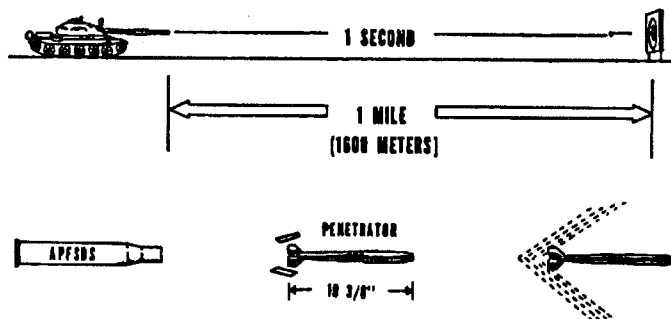 1 SECOND
1 MILE
(1600 METERS)
APFSDS
PENETRATOR
18 3/8"